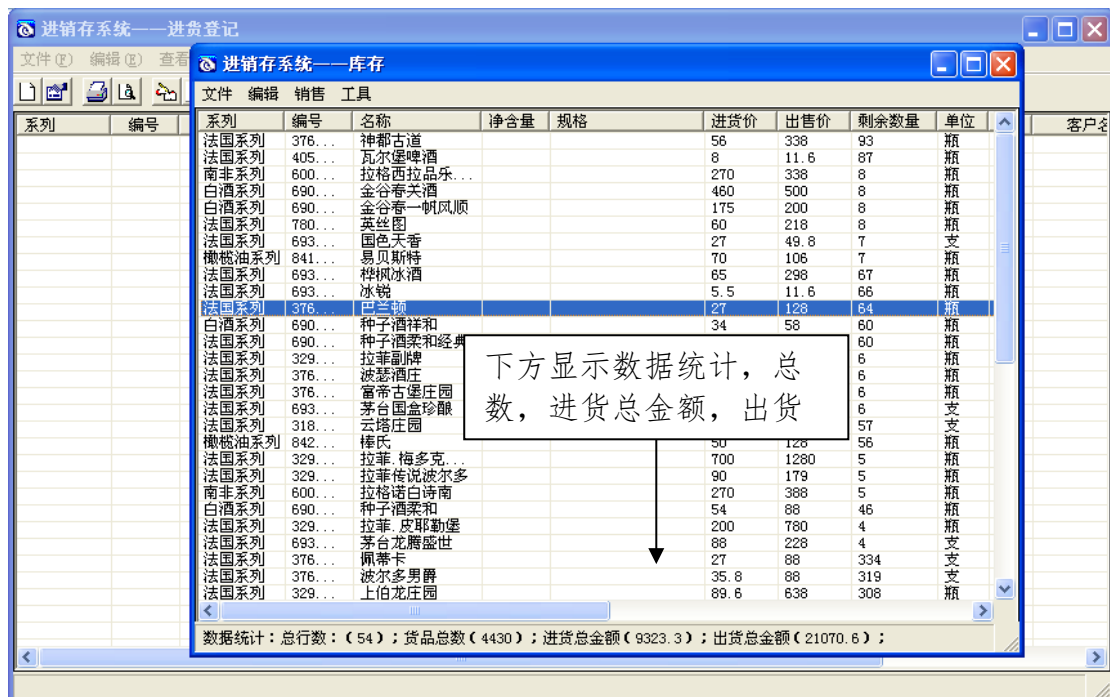 进销存系统——进货登记
文件(F) 编辑(E) 查看
系列 编号 客户名
进销存系统——库存
文件 编辑 销售 工具
系列 编号 名称 净含量 规格 进货价 出售价 剩余数量 单位
法国系列 376... 神都古道 56 338 93 瓶
法国系列 405... 瓦尔堡啤酒 8 11.6 87 瓶
南非系列 600... 拉格西拉品乐... 270 338 8 瓶
白酒系列 690... 金谷春关酒 460 500 8 瓶
白酒系列 690... 金谷春一帆风顺 175 200 8 瓶
法国系列 780... 英丝图 60 218 8 瓶
法国系列 693... 国色天香 27 49.8 7 支
橄榄油系列 841... 易贝斯特 70 106 7 瓶
法国系列 693... 桦枫冰酒 65 298 67 瓶
法国系列 693... 冰锐 5.5 11.6 66 瓶
法国系列 376... 巴兰顿 27 128 64 瓶
白酒系列 690... 种子酒祥和 34 58 60 瓶
法国系列 690... 种子酒柔和经典 60 瓶
法国系列 329... 拉菲副牌 6 瓶
法国系列 376... 波瑟酒庄 6 瓶
法国系列 376... 富帝古堡庄园 6 瓶
法国系列 693... 茅台国盒珍酿 6 支
法国系列 318... 云塔庄园 57 支
橄榄油系列 842... 棒氏 50 128 56 瓶
法国系列 329... 拉菲.梅多克... 700 1280 5 瓶
法国系列 329... 拉菲传说波尔多 90 179 5 瓶
南非系列 600... 拉格诺白诗南 270 388 5 瓶
白酒系列 690... 种子酒柔和 54 88 46 瓶
法国系列 329... 拉菲.皮耶勒堡 200 780 4 瓶
法国系列 693... 茅台龙腾盛世 88 228 4 支
法国系列 376... 佩蒂卡 27 88 334 支
法国系列 376... 波尔多男爵 35.8 88 319 支
法国系列 329... 上伯龙庄园 89.6 638 308 瓶
下方显示数据统计，总
数，进货总金额，出货
数据统计：总行数：(54)；货品总数(4430)；进货总金额(9323.3)；出货总金额(21070.6)；